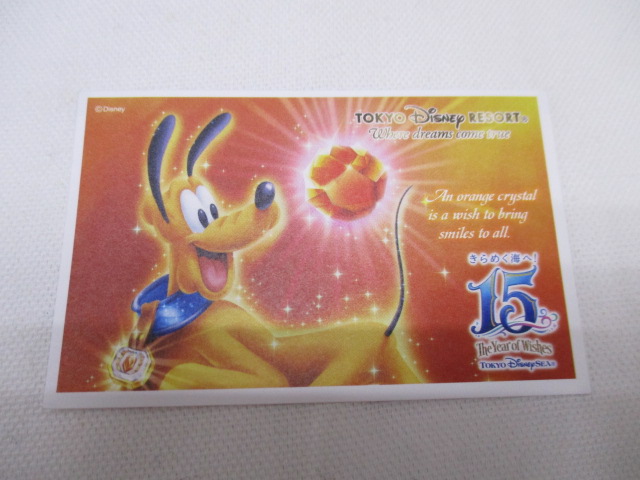 ©Disney
TOKYO Disney RESORT®
Where dreams come true
An orange crystal
is a wish to bring
smiles to all.
きらめく海へ!
15
The Year of Wishes
TOKYO DISNEYSEA®